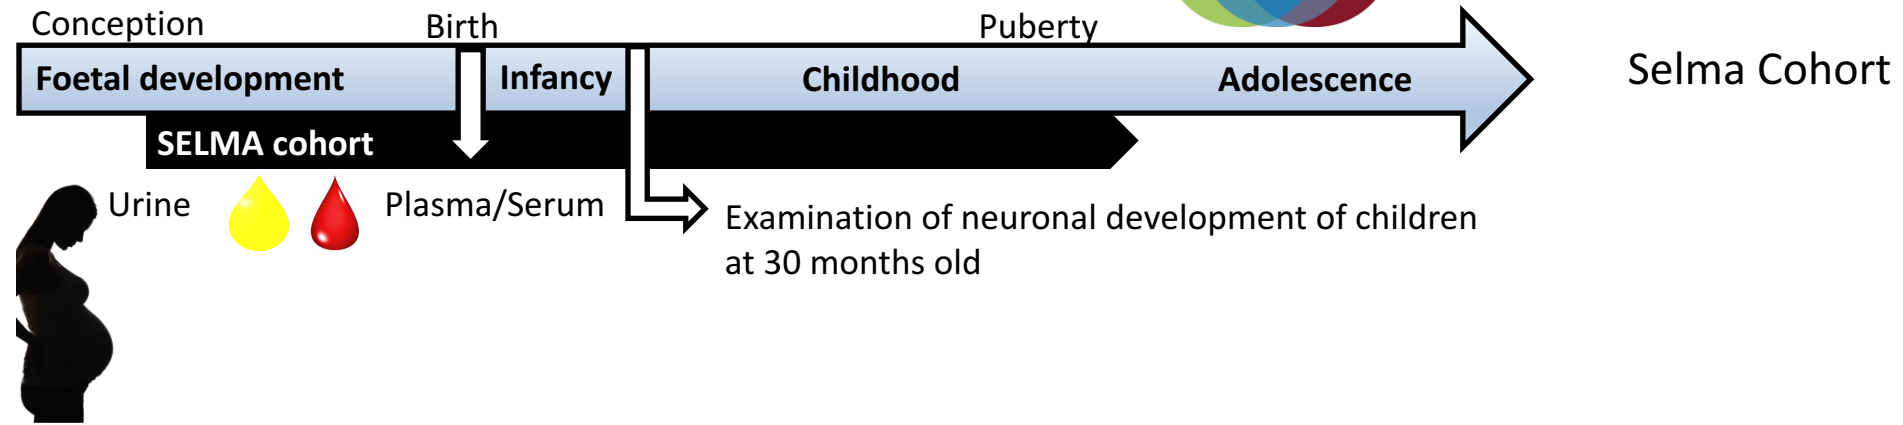 Conception
Birth
Puberty
Foetal development
Infancy
Childhood
Adolescence
Selma Cohort
SELMA cohort
Urine
Plasma/Serum
Examination of neuronal development of children
at 30 months old